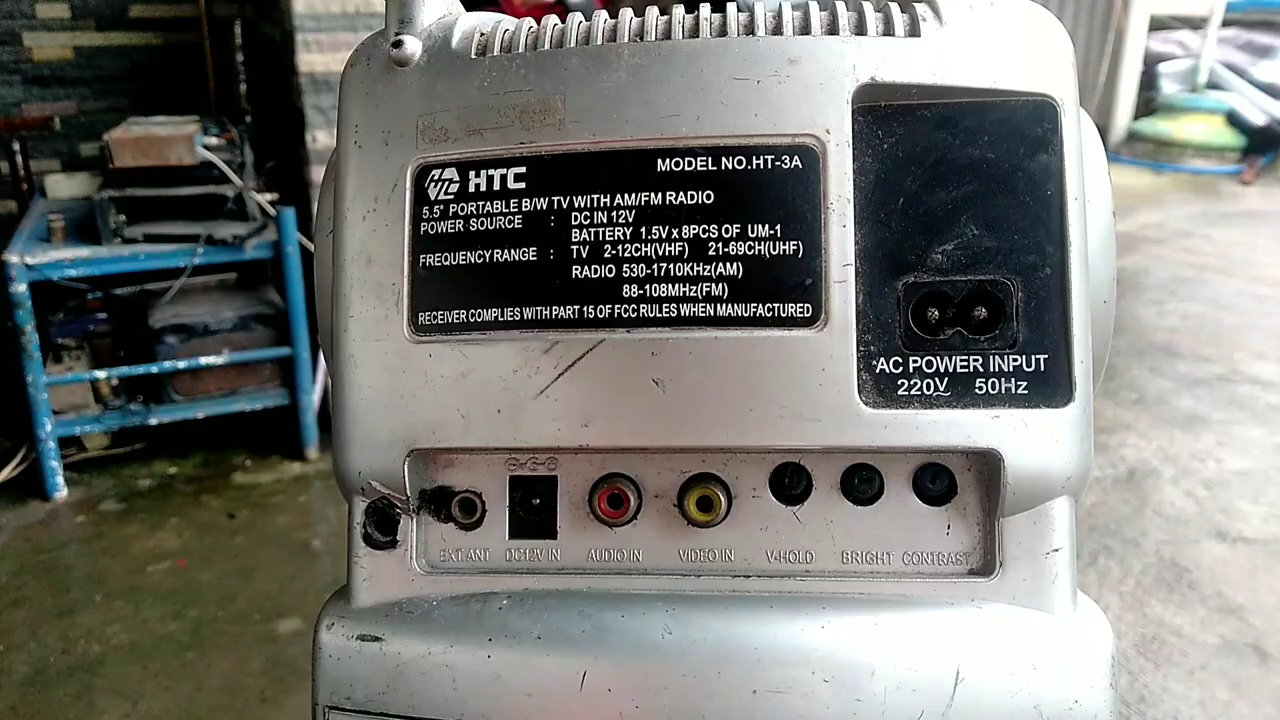 HTC
MODEL NO.HT-3A
5.5" PORTABLE B/W TV WITH AM/FM RADIO
POWER SOURCE : DC IN 12V
BATTERY 1.5V x 8PCS OF UM-1
FREQUENCY RANGE : TV 2-12CH(VHF) 21-69CH(UHF)
RADIO 530-1710KHz(AM)
88-108MHz(FM)
RECEIVER COMPLIES WITH PART 15 OF FCC RULES WHEN MANUFACTURED
AC POWER INPUT
220V 50Hz
EXT ANT DC12V IN AUDIO IN VIDEO IN V-HOLD BRIGHT CONTRAST